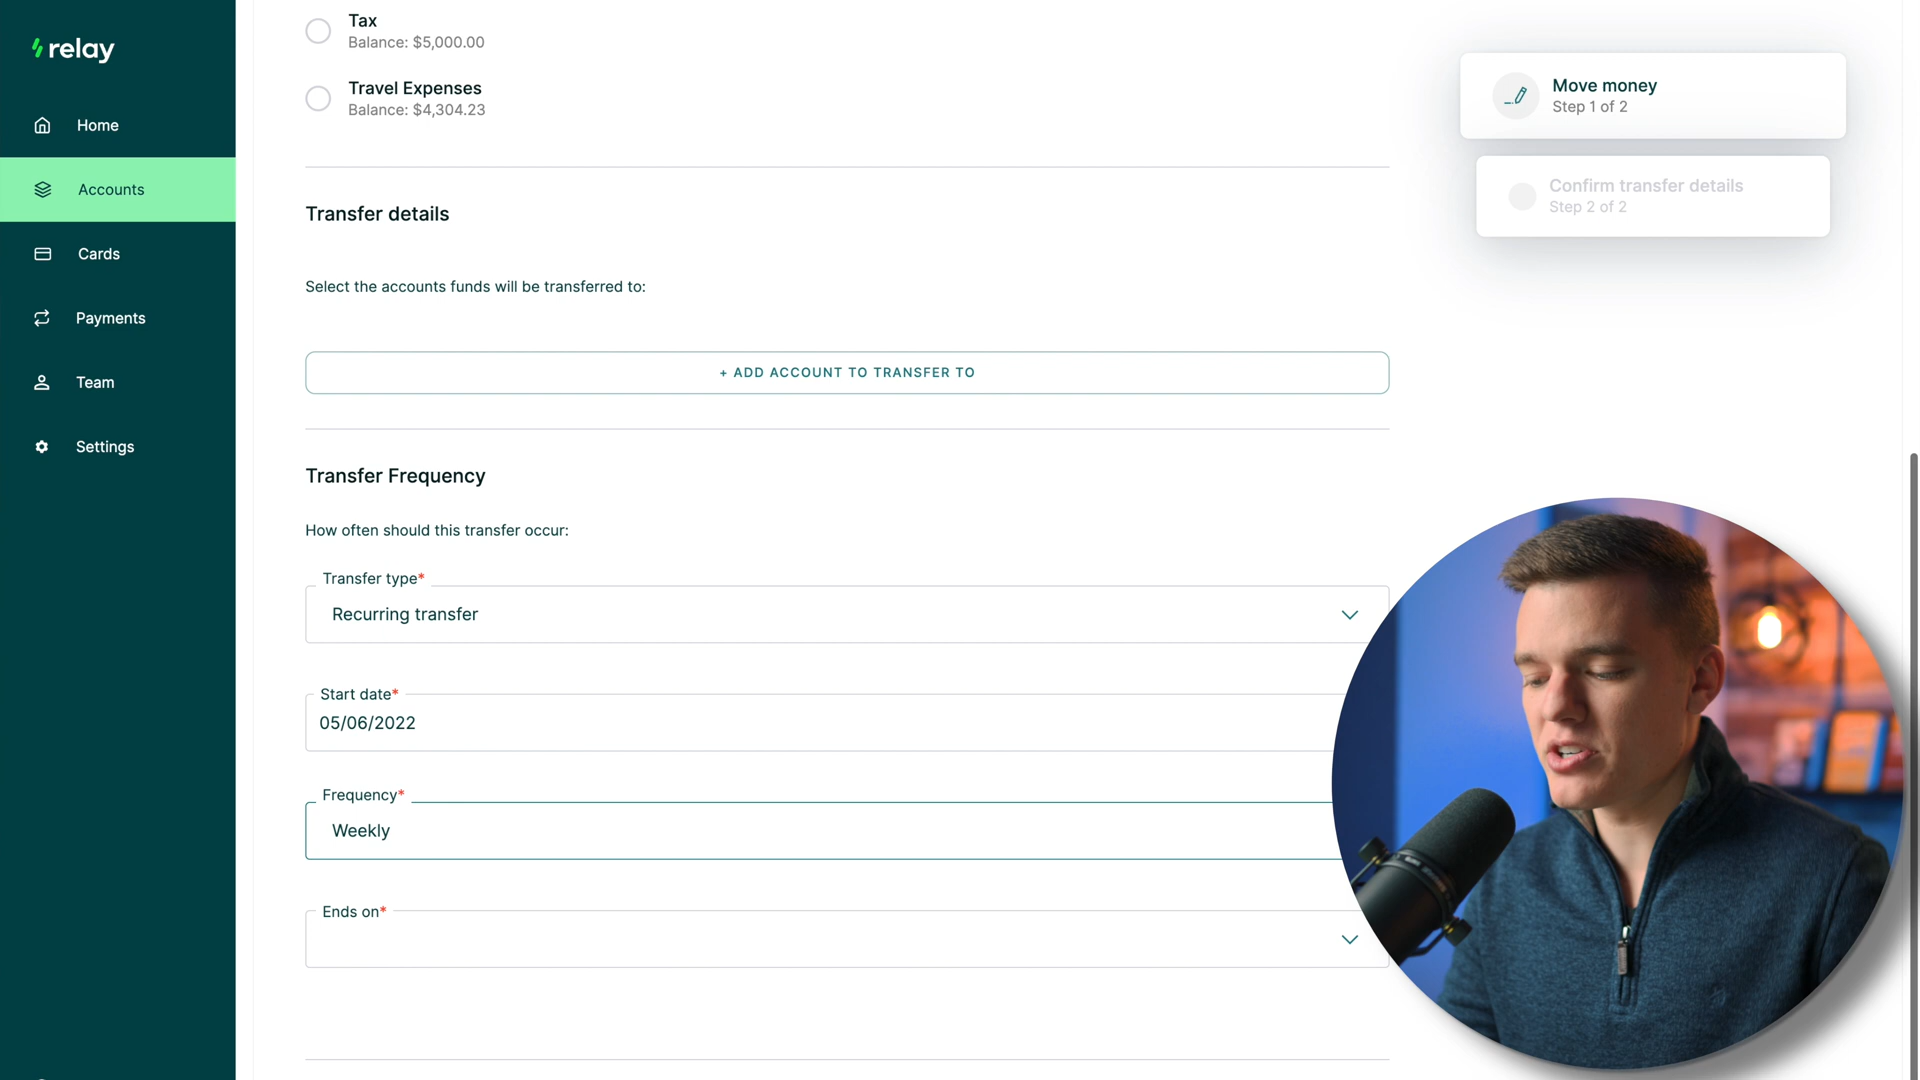 relay
Home
Accounts
Cards
Payments
Team
Settings
Tax
Balance: $5,000.00
Travel Expenses
Balance: $4,304.23
Transfer details
Select the accounts funds will be transferred to:
+ ADD ACCOUNT TO TRANSFER TO
Transfer Frequency
How often should this transfer occur:
Transfer type*
Recurring transfer
Start date*
05/06/2022
Frequency*
Weekly
Ends on*
Move money
Step 1 of 2
Confirm transfer details
Step 2 of 2